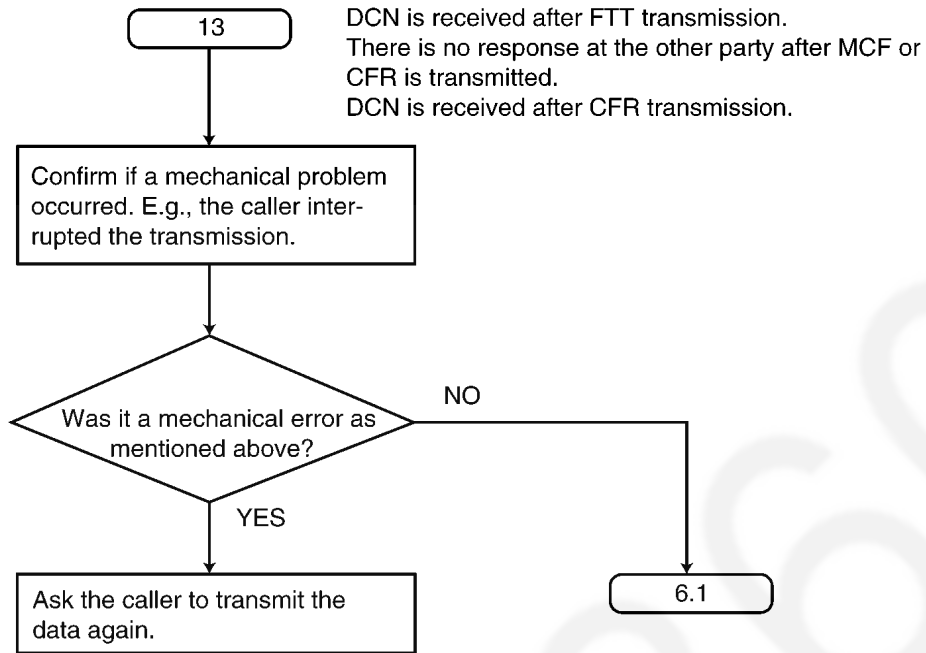 13
DCN is received after FTT transmission.
There is no response at the other party after MCF or
CFR is transmitted.
DCN is received after CFR transmission.
Confirm if a mechanical problem
occurred. E.g., the caller inter-
rupted the transmission.
Was it a mechanical error as
mentioned above?
NO
YES
Ask the caller to transmit the
data again.
6.1